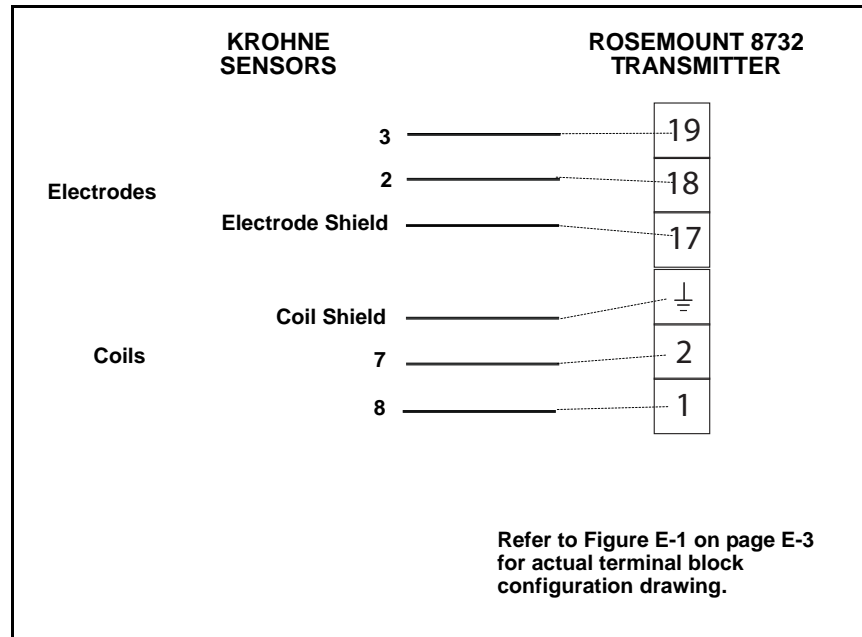 KROHNE
SENSORS
ROSEMOUNT 8732
TRANSMITTER
Electrodes
3
19
2
18
Electrode Shield
17
Coils
Coil Shield
7
2
8
1
Refer to Figure E-1 on page E-3
for actual terminal block
configuration drawing.